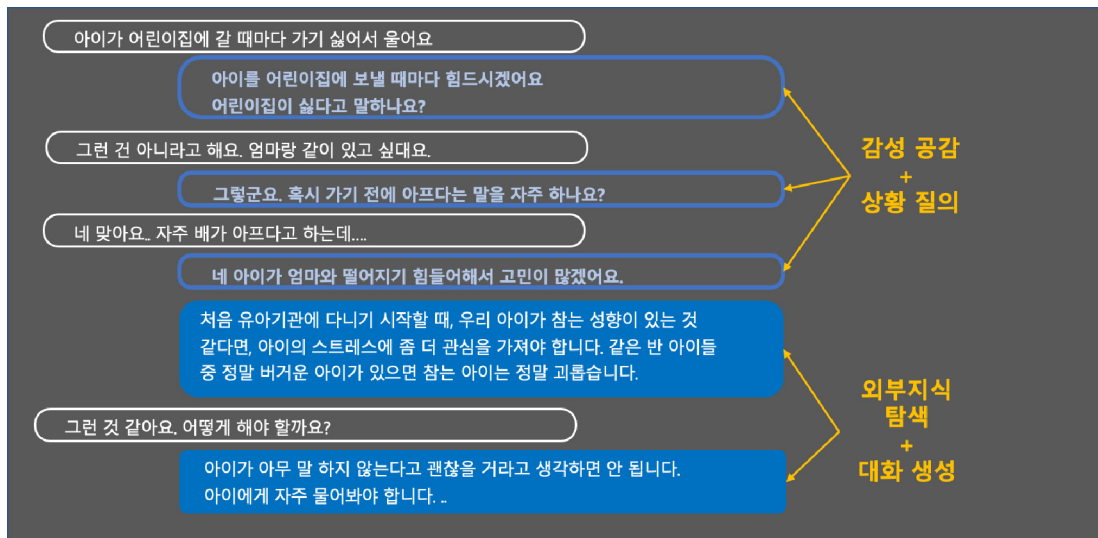 아이가 어린이집에 갈 때마다 가기 싫어서 울어요
아이를 어린이집에 보낼 때마다 힘드시겠어요
어린이집이 싫다고 말하나요?
그런 건 아니라고 해요. 엄마랑 같이 있고 싶대요.
그렇군요. 혹시 가기 전에 아프다는 말을 자주 하나요?
네 맞아요.. 자주 배가 아프다고 하는데....
네 아이가 엄마와 떨어지기 힘들어해서 고민이 많겠어요.
감성 공감
+
상황 질의
처음 유아기관에 다니기 시작할 때, 우리 아이가 참는 성향이 있는 것
같다면, 아이의 스트레스에 좀 더 관심을 가져야 합니다. 같은 반 아이들
중 정말 버거운 아이가 있으면 참는 아이는 정말 괴롭습니다.
그런 것 같아요. 어떻게 해야 할까요?
아이가 아무 말 하지 않는다고 괜찮을 거라고 생각하면 안 됩니다.
아이에게 자주 물어봐야 합니다. ..
외부지식
탐색
+
대화 생성